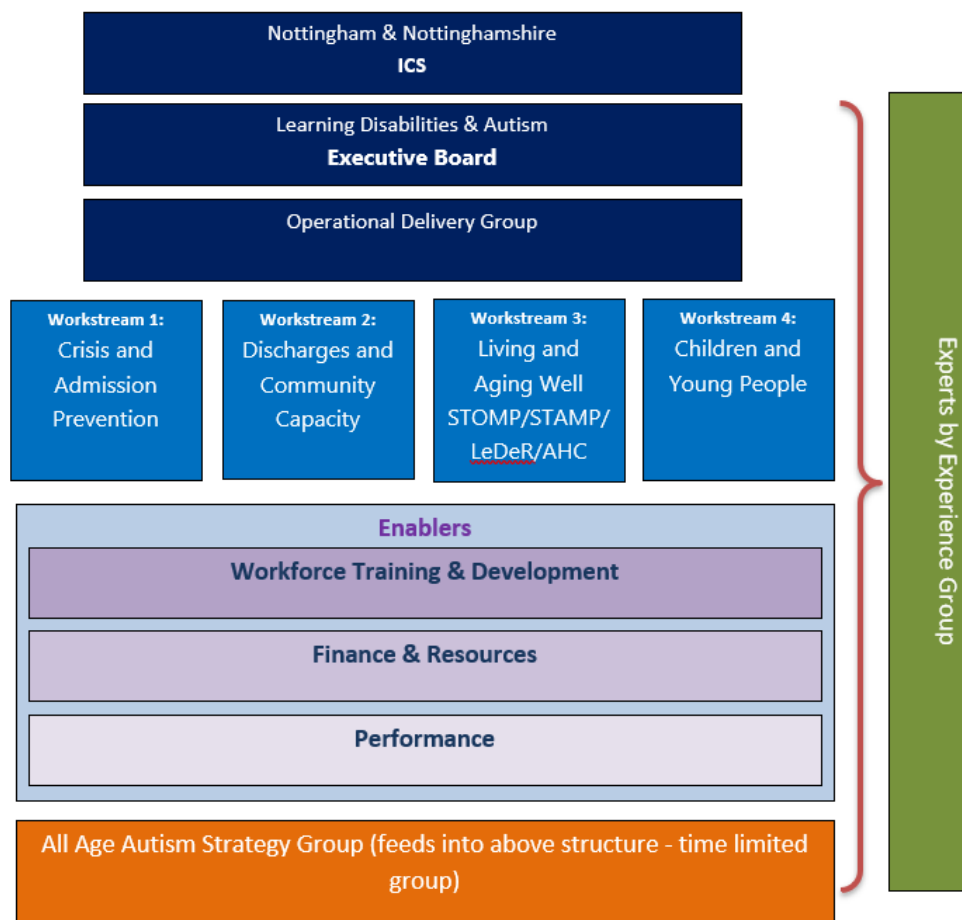 Nottingham & Nottinghamshire
ICS
Learning Disabilities & Autism
Executive Board
Operational Delivery Group
Workstream 1:
Crisis and
Admission
Prevention
Workstream 2:
Discharges and
Community
Capacity
Workstream 3:
Living and
Aging Well
STOMP/STAMP/
LeDeR/AHC
Workstream 4:
Children and
Young People
Enablers
Workforce Training & Development
Finance & Resources
Performance
All Age Autism Strategy Group (feeds into above structure - time limited
group)
Experts by Experience Group